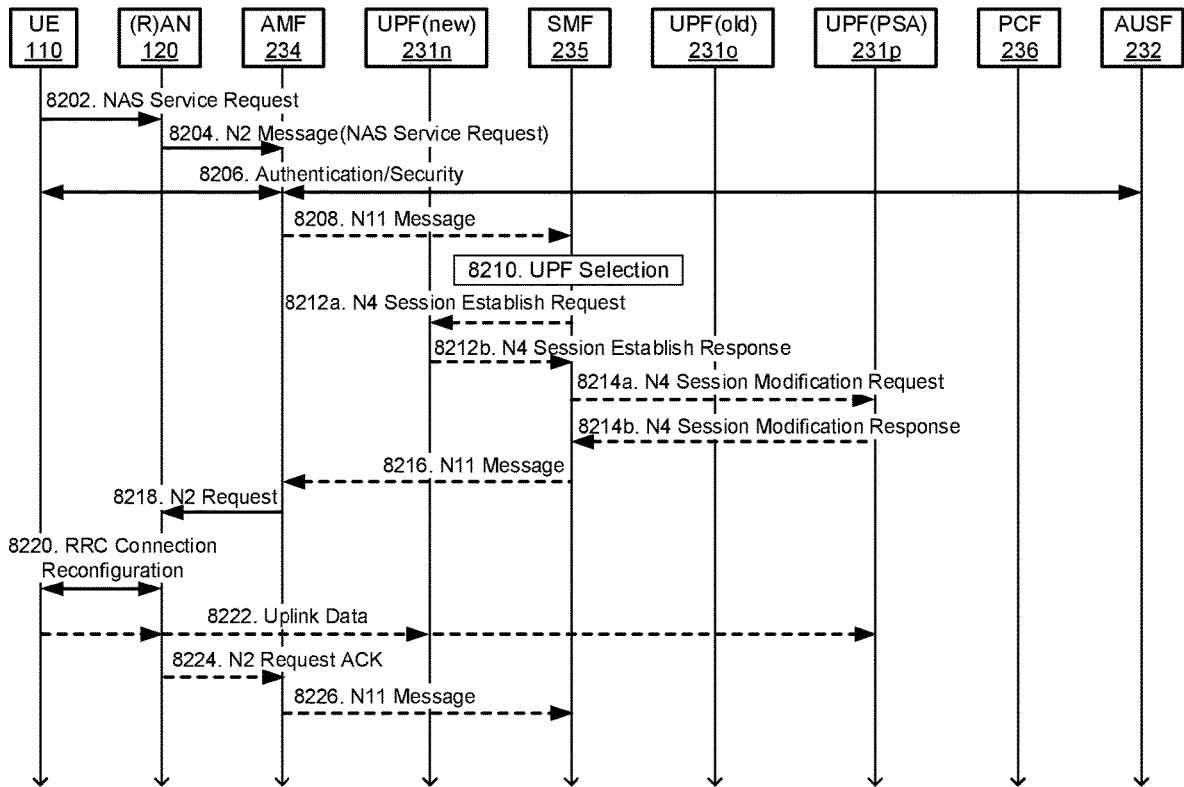 UE
110
(R)AN
120
AMF
234
UPF(new)
231n
SMF
235
UPF(old)
231o
UPF(PSA)
231p
PCF
236
AUSF
232
8202. NAS Service Request
8204. N2 Message(NAS Service Request)
8206. Authentication/Security
8208. N11 Message
8210. UPF Selection
8212a. N4 Session Establish Request
8212b. N4 Session Establish Response
8214a. N4 Session Modification Request
8214b. N4 Session Modification Response
8216. N11 Message
8218. N2 Request
8220. RRC Connection
Reconfiguration
8222. Uplink Data
8224. N2 Request ACK
8226. N11 Message